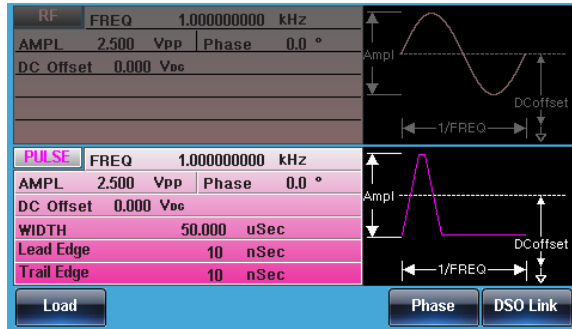 RF FREQ 1.000000000 kHz
AMPL 2.500 Vpp Phase 0.0 °
DC Offset 0.000 VDC
Ampl
DCoffset
1/FREQ
PULSE FREQ 1.000000000 kHz
AMPL 2.500 Vpp Phase 0.0 °
DC Offset 0.000 VDC
WIDTH 50.000 uSec
Lead Edge 10 nSec
Trail Edge 10 nSec
Ampl
DCoffset
1/FREQ
Load Phase DSO Link